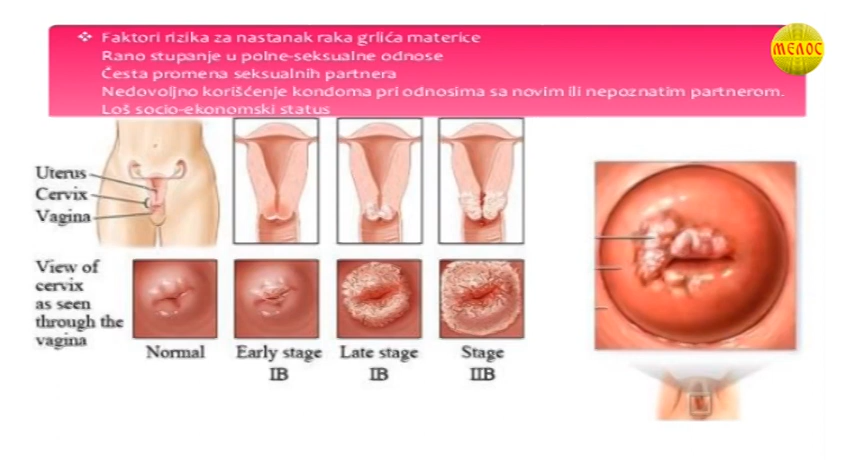 ❖ Faktori rizika za nastanak raka grlića materice
Rano stupanje u polne-seksualne odnose
Česta promena seksualnih partnera
Nedovoljno korišćenje kondoma pri odnosima sa novim ili nepoznatim partnerom.
Loš socio-ekonomski status
МЕЛОС
Uterus
Cervix
Vagina
View of
cervix
as seen
through the
vagina
Normal
Early stage
IB
Late stage
IB
Stage
IIB